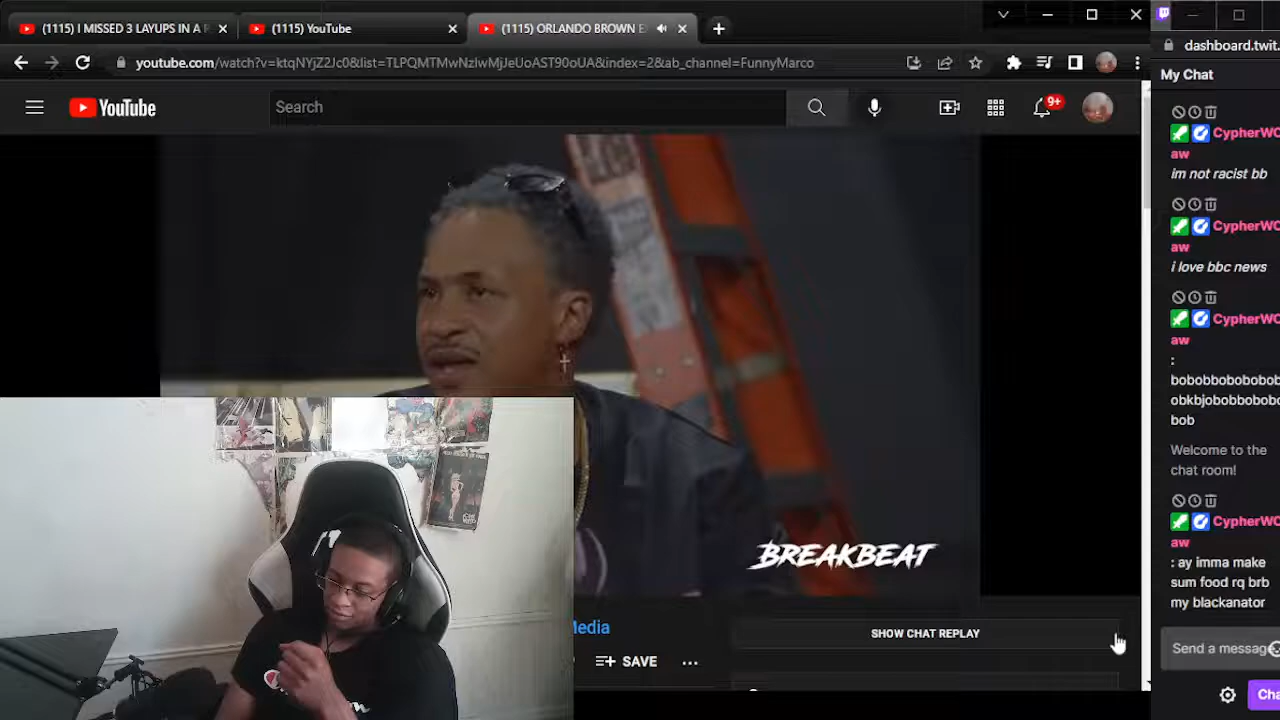 (1115) I MISSED 3 LAYUPS IN A
(1115) YouTube
(1115) ORLANDO BROWN
youtube.com/watch?v=ktqNYjZ2Jc0&list=TLPQMTMwNzIwMjJeUoAST90oUA&index=2&ab_channel=FunnyMarco
YouTube
Search
9+
BREAKBEAT
Media
SHOW CHAT REPLAY
SAVE
dashboard.twit
My Chat
CypherWO
aw
im not racist bb
CypherWO
aw
i love bbc news
CypherWO
aw
:
bobobbobobobob
obkbjobobbobobo
bob
Welcome to the
chat room!
CypherWO
aw
: ay imma make
sum food rq brb
my blackanator
Send a message
Cha